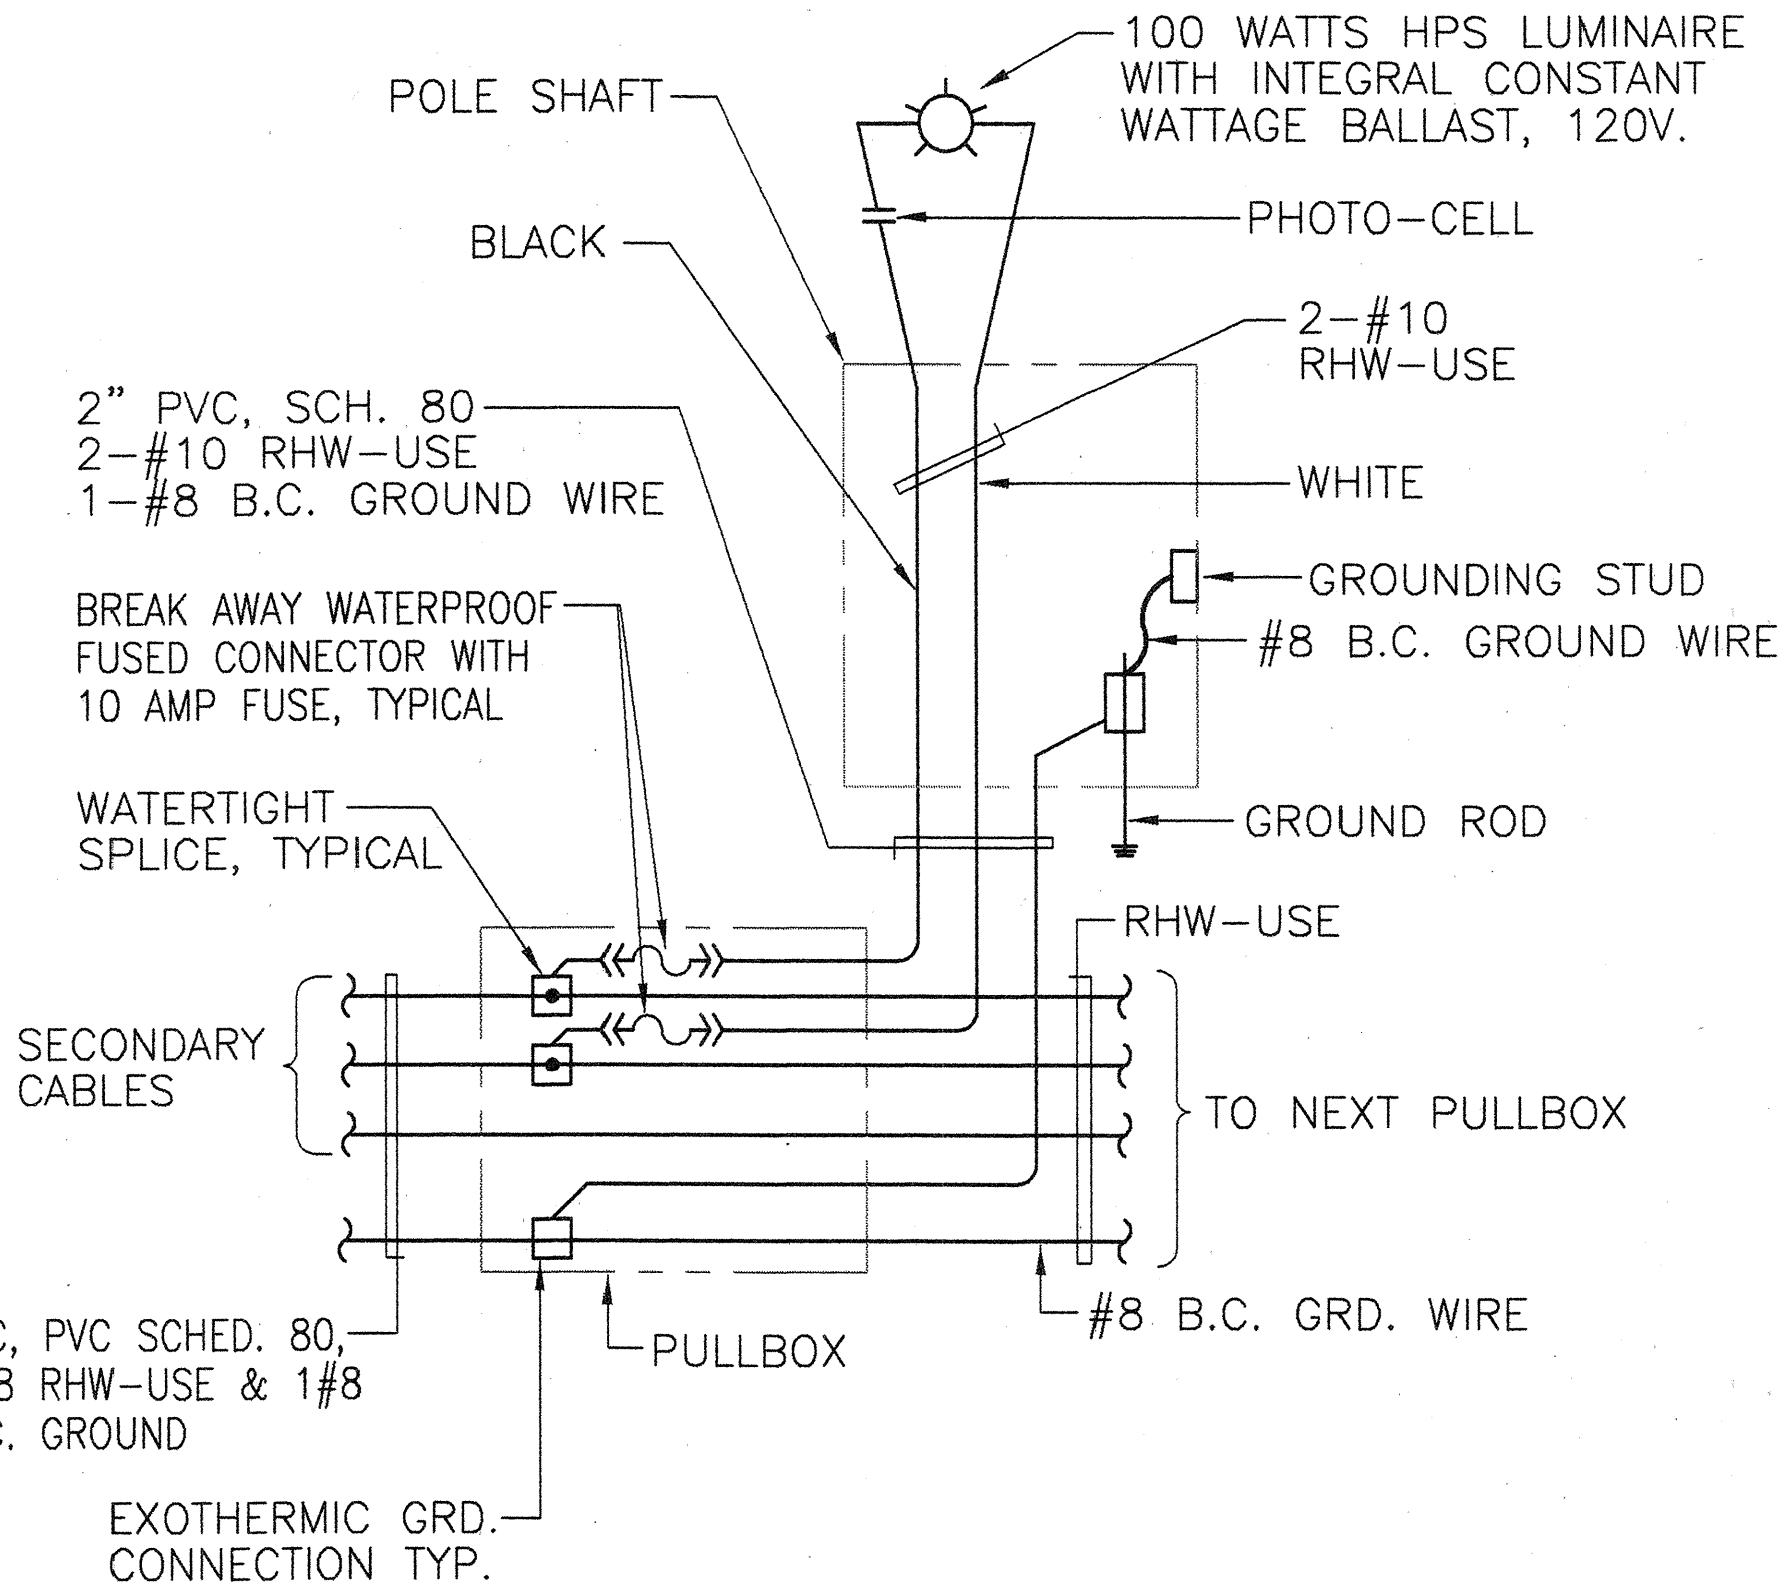 100 WATTS HPS LUMINAIRE
WITH INTEGRAL CONSTANT
WATTAGE BALLAST, 120V.
POLE SHAFT
PHOTO-CELL
BLACK
2-#10
RHW-USE
2" PVC, SCH. 80
2-#10 RHW-USE
1-#8 B.C. GROUND WIRE
WHITE
GROUNDING STUD
#8 B.C. GROUND WIRE
BREAK AWAY WATERPROOF
FUSED CONNECTOR WITH
10 AMP FUSE, TYPICAL
WATERTIGHT
SPLICE, TYPICAL
GROUND ROD
RHW-USE
SECONDARY
CABLES
TO NEXT PULLBOX
#8 B.C. GRD. WIRE
PVC SCHED. 80,
RHW-USE & 1#8
GROUND
PULLBOX
EXOTHERMIC GRD.
CONNECTION TYP.